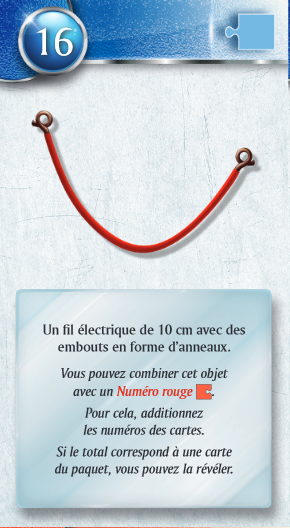 16
Un fil électrique de 10 cm avec des
embouts en forme d'anneaux.
Vous pouvez combiner cet objet
avec un Numéro rouge .
Pour cela, additionnez
les numéros des cartes.
Si le total correspond à une carte
du paquet, vous pouvez la révéler.